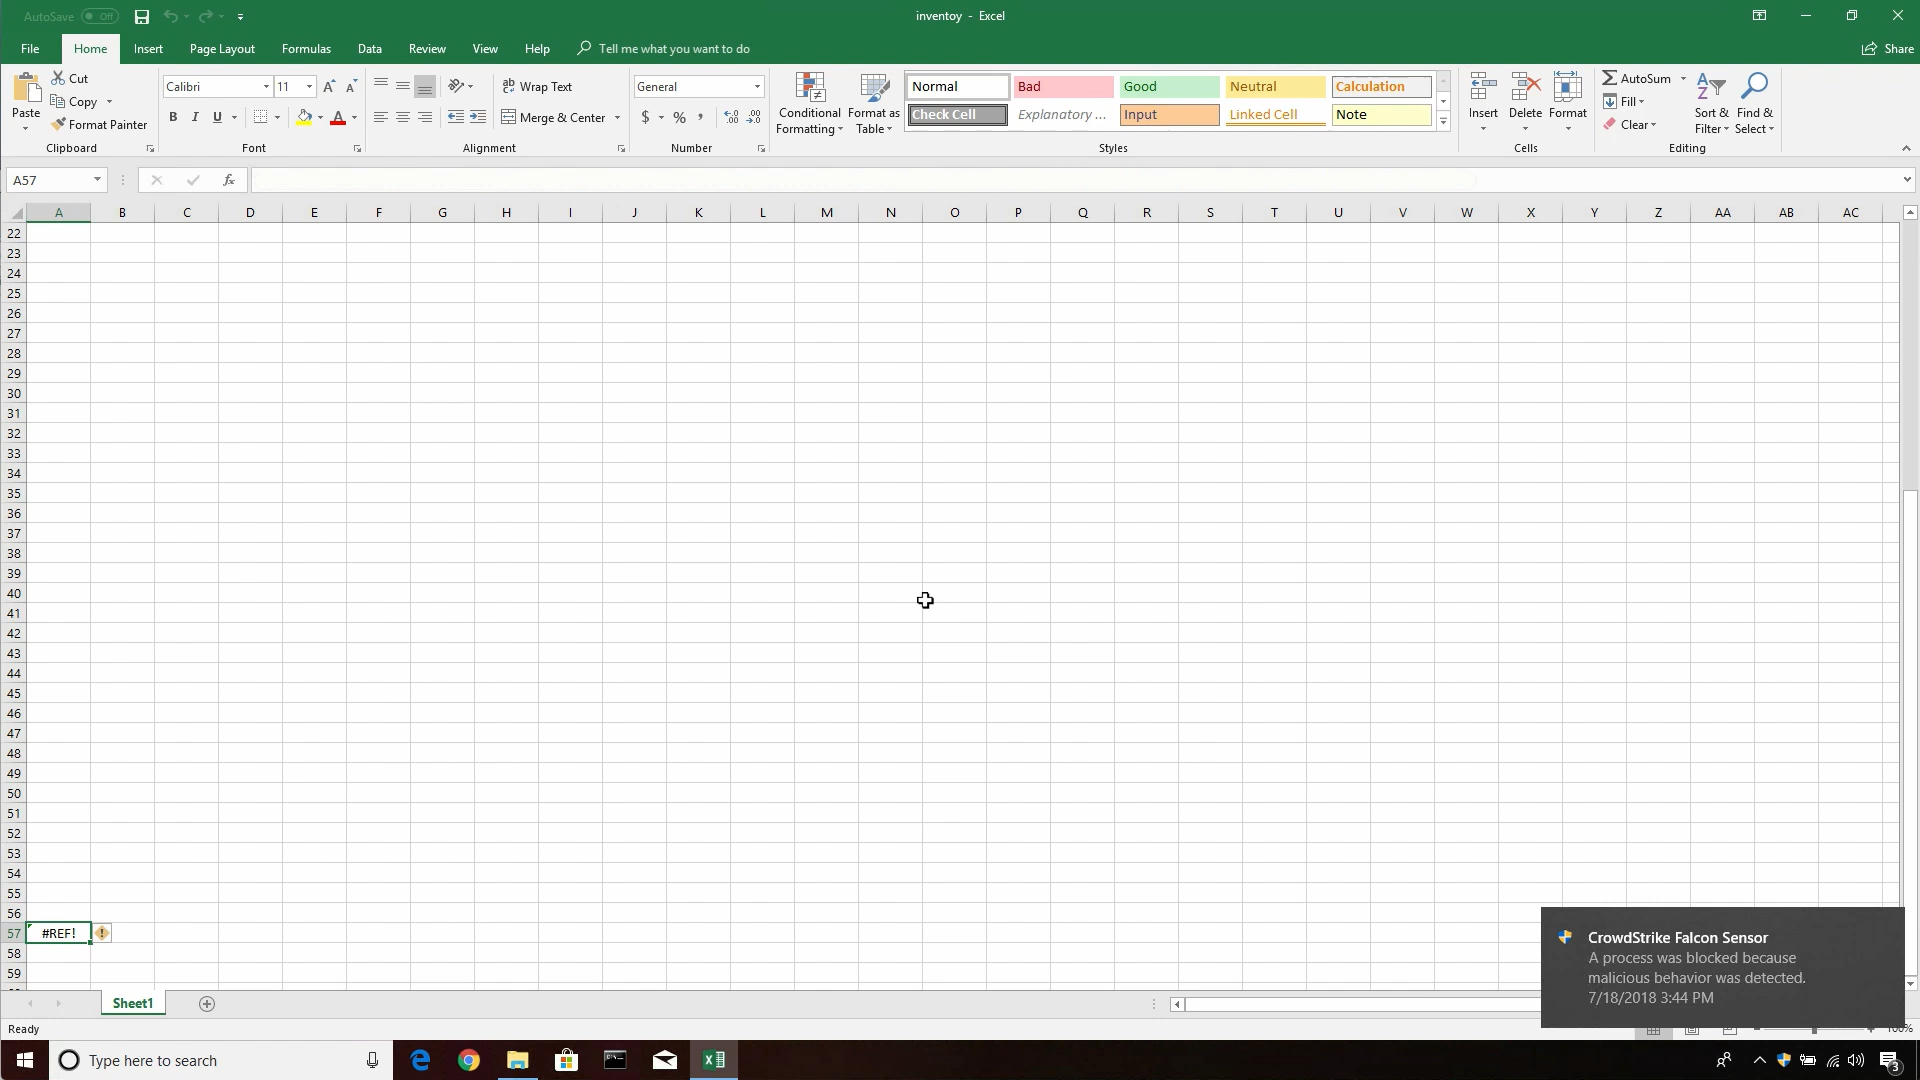 AutoSave Off
inventoy - Excel
File Home Insert Page Layout Formulas Data Review View Help Tell me what you want to do Share
Paste
Cut
Copy
Format Painter
Clipboard
Calibri 11
B I U
Font
Wrap Text
Merge & Center
Alignment
General
$ % ,
Number
Conditional Formatting
Format as Table
Normal Bad Good Neutral Calculation
Check Cell Explanatory ... Input Linked Cell Note
Styles
Insert Delete Format
Cells
AutoSum
Fill
Clear
Sort & Filter
Find & Select
Editing
A57
fx
A B C D E F G H I J K L M N O P Q R S T U V W X Y Z AA AB AC
22
23
24
25
26
27
28
29
30
31
32
33
34
35
36
37
38
39
40
41
42
43
44
45
46
47
48
49
50
51
52
53
54
55
56
57 #REF!
58
59
CrowdStrike Falcon Sensor
A process was blocked because
malicious behavior was detected.
7/18/2018 3:44 PM
Sheet1
Ready
100%
Type here to search
3